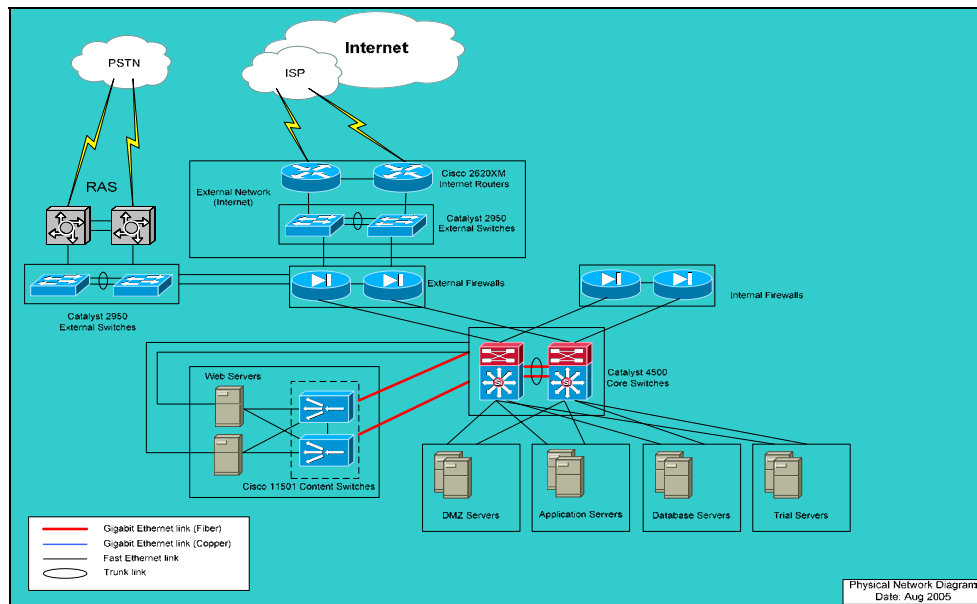 Internet
PSTN
ISP
RAS
External Network
(Internet)
Cisco 2620XM
Internet Routers
Catalyst 2950
External Switches
External Firewalls
Internal Firewalls
Catalyst 2950
External Switches
Catalyst 4500
Core Switches
Si
Si
Web Servers
Cisco 11501 Content Switches
DMZ Servers
Application Servers
Database Servers
Trial Servers
Gigabit Ethernet link (Fiber)
Gigabit Ethernet link (Copper)
Fast Ethernet link
Trunk link
Physical Network Diagram
Date: Aug 2005